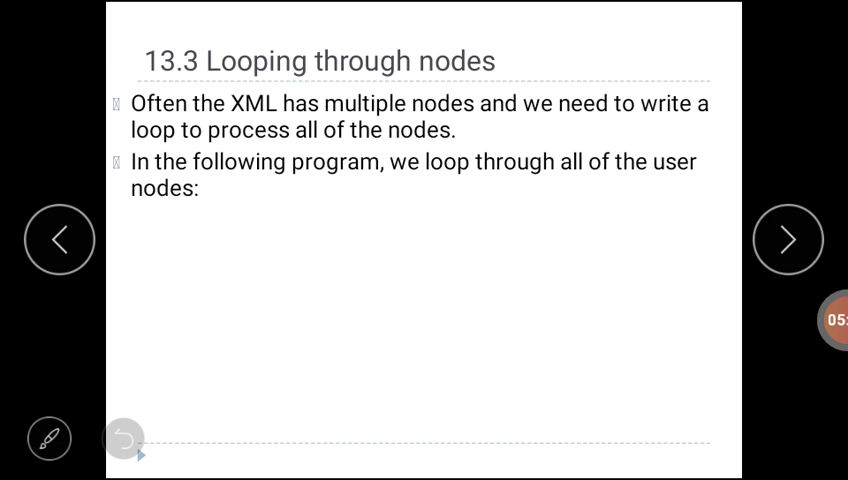 13.3 Looping through nodes
Often the XML has multiple nodes and we need to write a
loop to process all of the nodes.
In the following program, we loop through all of the user
nodes:
05: